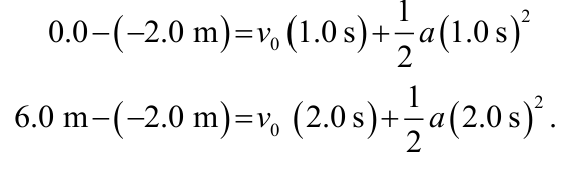 0.0−(−2.0 m)=v₀(1.0 s)+½a(1.0 s)²
6.0 m−(−2.0 m)=v₀ (2.0 s)+½a(2.0 s)².